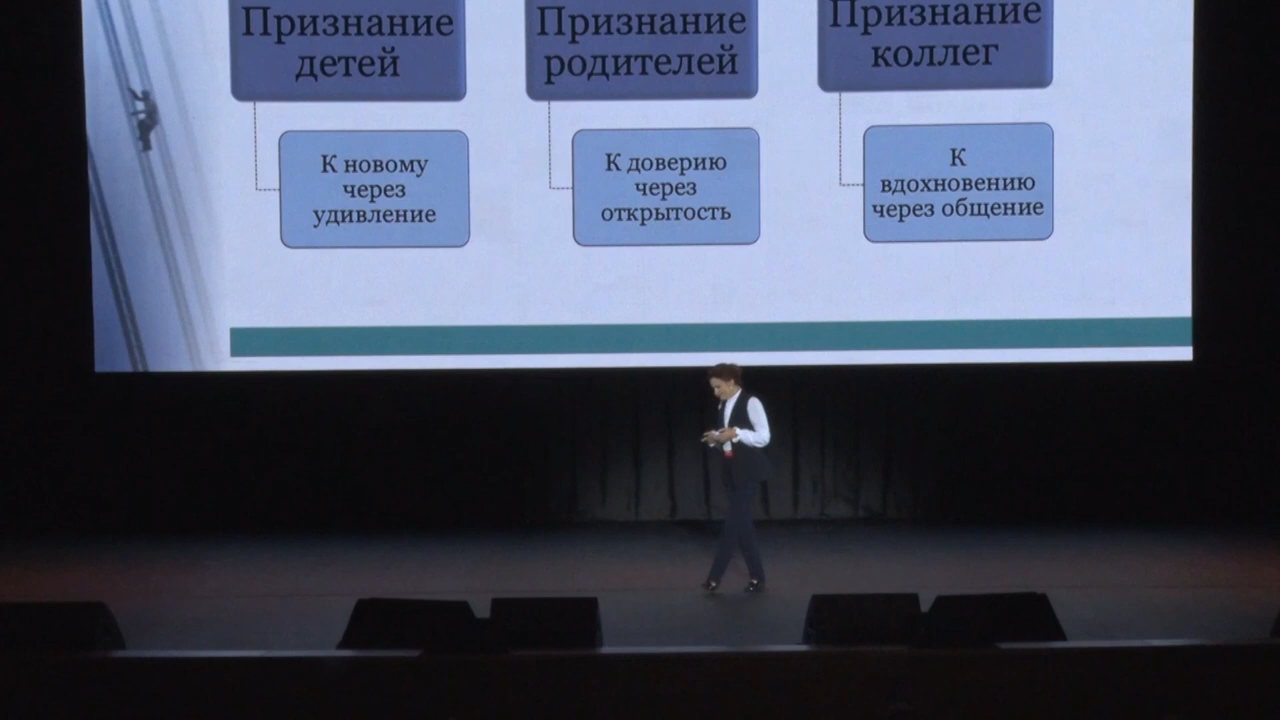 Признание
детей
Признание
родителей
Признание
коллег
К новому
через
удивление
К доверию
через
открытость
К
вдохновению
через общение